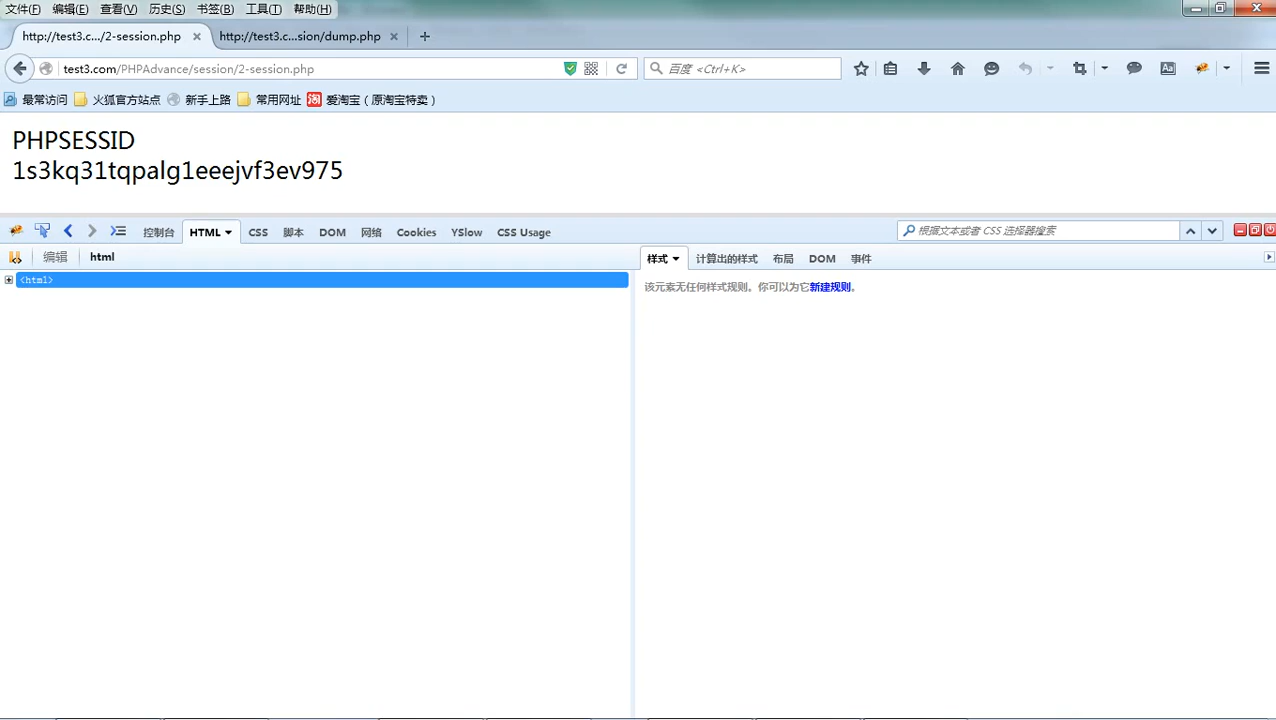 文件(F) 编辑(E) 查看(V) 历史(S) 书签(B) 工具(T) 帮助(H)
http://test3.c.../2-session.php × http://test3.c...sion/dump.php × +
test3.com/PHPAdvance/session/2-session.php 百度 <Ctrl+K>
最常访问 火狐官方站点 新手上路 常用网址 淘 爱淘宝（原淘宝特卖）
PHPSESSID
1s3kq31tqpalg1eeejvf3ev975
控制台 HTML CSS 脚本 DOM 网络 Cookies YSlow CSS Usage 根据文本或者 CSS 选择器搜索
编辑 html 样式 计算出的样式 布局 DOM 事件
<html> 该元素无任何样式规则。你可以为它新建规则。